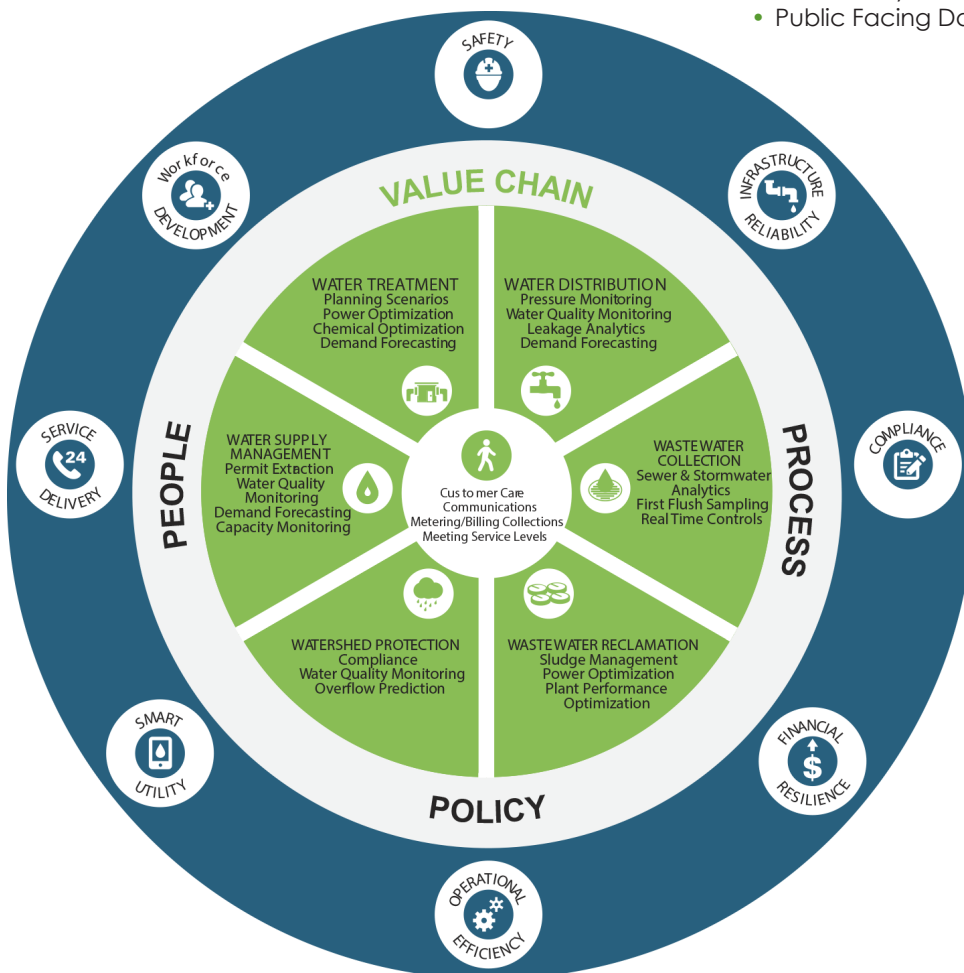 • Public Facing
SAFETY
Workforce
DEVELOPMENT
INFRASTRUCTURE
RELIABILITY
VALUE CHAIN
WATER TREATMENT
Planning Scenarios
Power Optimization
Chemical Optimization
Demand Forecasting
WATER DISTRIBUTION
Pressure Monitoring
Water Quality Monitoring
Leakage Analytics
Demand Forecasting
SERVICE
24
DELIVERY
PEOPLE
WATER SUPPLY
MANAGEMENT
Permit Extaction
Water Quality
Monitoring
Demand Forecasting
Capacity Monitoring
Customer Care
Communications
Metering/Billing Collections
Meeting Service Levels
WASTEWATER
COLLECTION
Sewer & Stormwater
Analytics
First Flush Sampling
Real Time Controls
PROCESS
COMPLIANCE
WATERSHED PROTECTION
Compliance
Water Quality Monitoring
Overflow Prediction
WASTEWATER RECLAMATION
Sludge Management
Power Optimization
Plant Performance
Optimization
SMART
UTILITY
POLICY
FINANCIAL
$
RESILIENCE
OPERATIONAL
EFFICIENCY